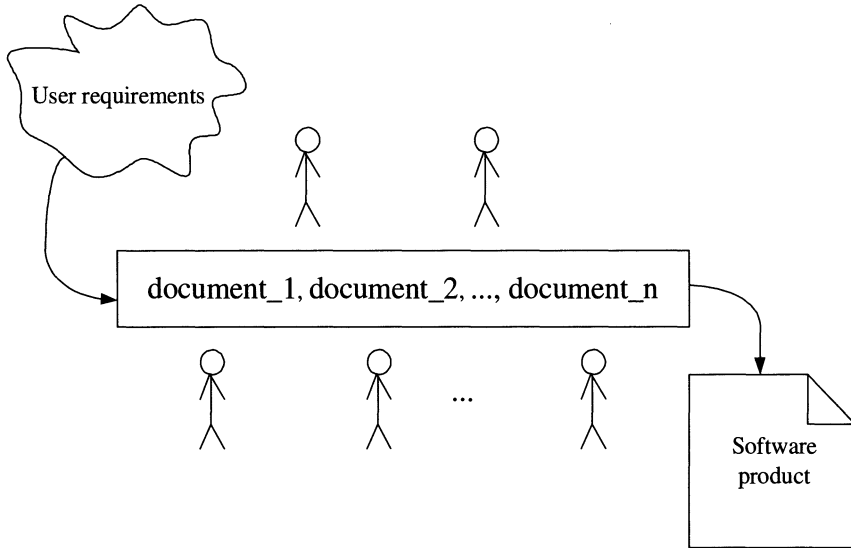 User requirements
document_1, document_2, ..., document_n
...
Software
product